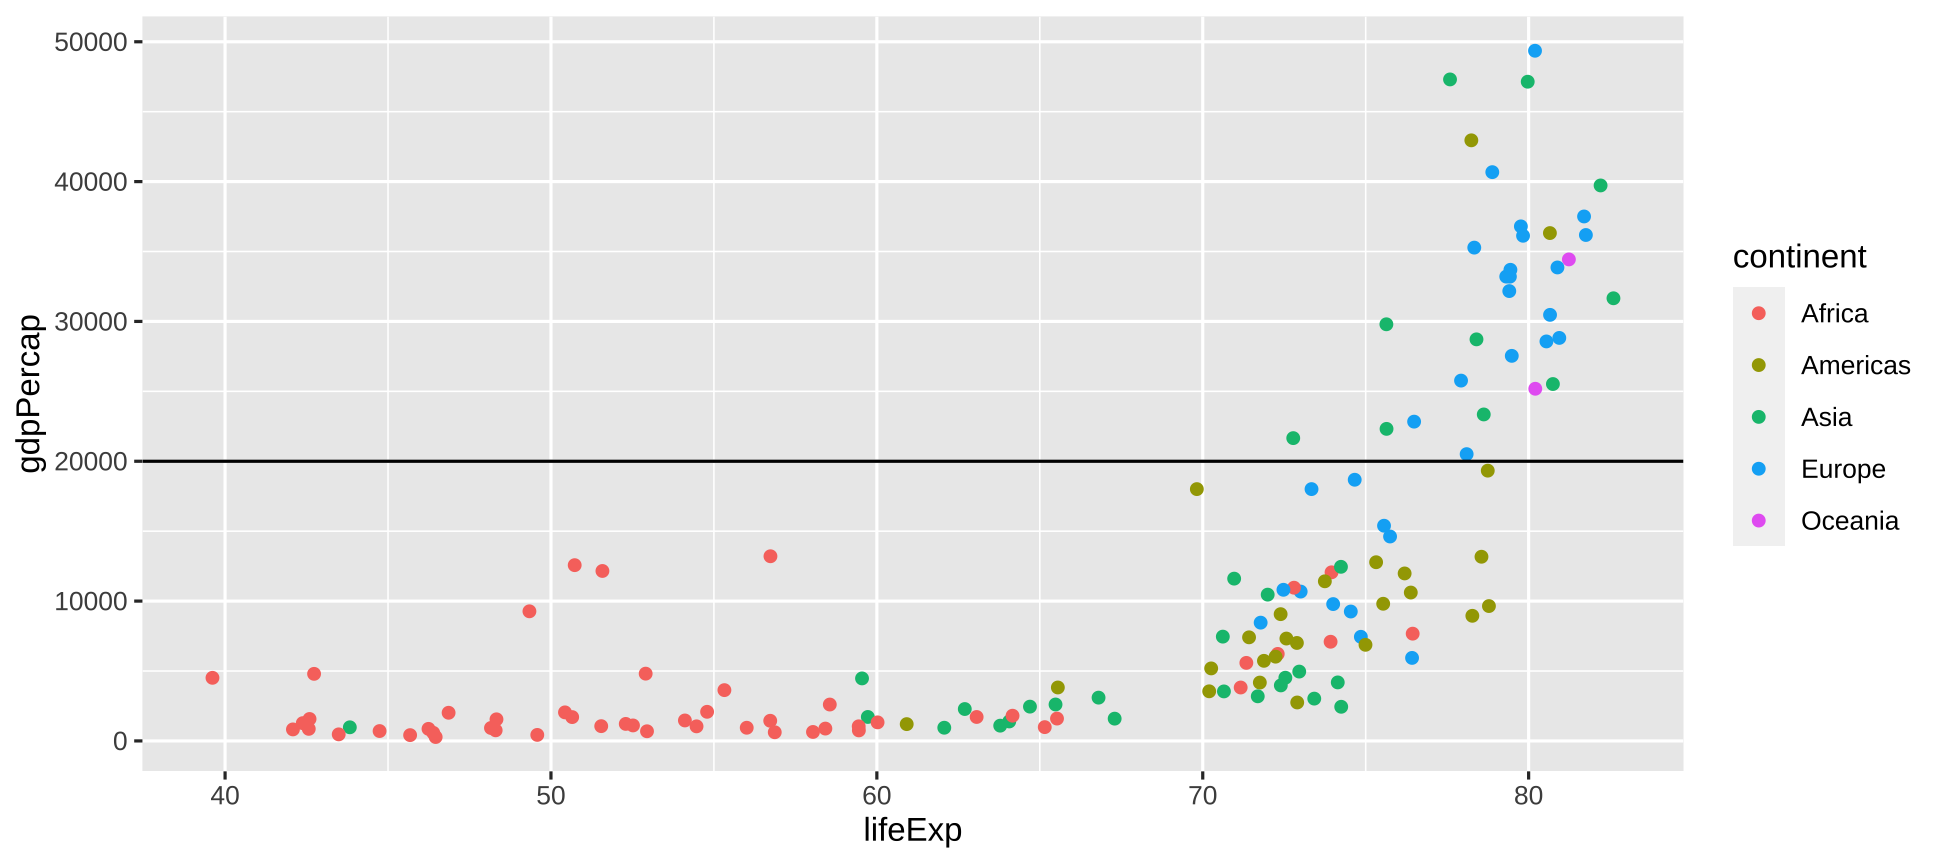 gdpPercap
50000
40000
30000
20000
10000
0
40 50 60 70 80
lifeExp
continent
Africa
Americas
Asia
Europe
Oceania